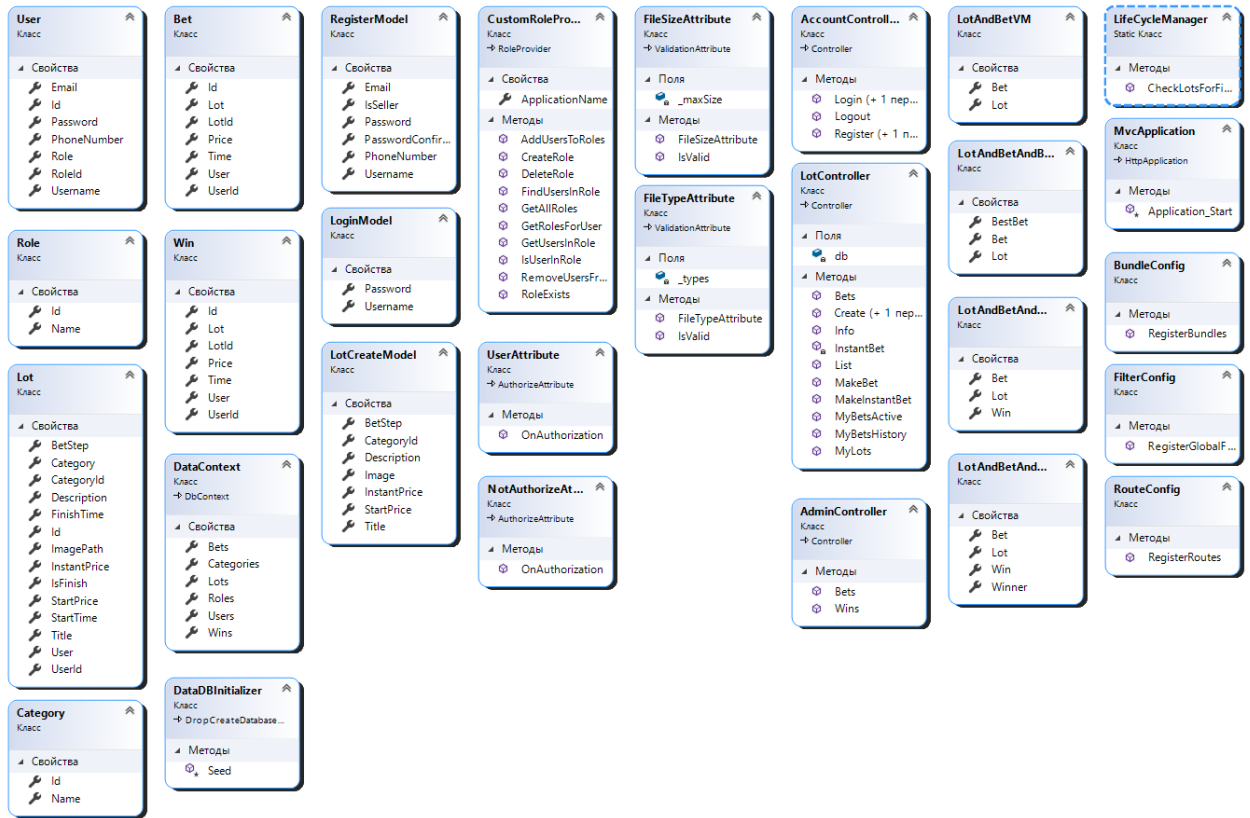 User
Класс
Свойства
Email
Id
Password
PhoneNumber
Role
RoleId
Username
Role
Класс
Свойства
Id
Name
Lot
Класс
Свойства
BetStep
Category
CategoryId
Description
FinishTime
Id
ImagePath
InstantPrice
IsFinish
StartPrice
StartTime
Title
User
UserId
Category
Класс
Свойства
Id
Name
Bet
Класс
Свойства
Id
Lot
LotId
Price
Time
User
UserId
Win
Класс
Свойства
Id
Lot
LotId
Price
Time
User
UserId
DataContext
Класс
DbContext
Свойства
Bets
Categories
Lots
Roles
Users
Wins
DataDBInitializer
Класс
DropCreateDatabase...
Методы
Seed
RegisterModel
Класс
Свойства
Email
IsSeller
Password
PasswordConfir...
PhoneNumber
Username
LoginModel
Класс
Свойства
Password
Username
LotCreateModel
Класс
Свойства
BetStep
CategoryId
Description
Image
InstantPrice
StartPrice
Title
CustomRolePro...
Класс
RoleProvider
Свойства
ApplicationName
Методы
AddUsersToRoles
CreateRole
DeleteRole
FindUsersInRole
GetAllRoles
GetRolesForUser
GetUsersInRole
IsUserInRole
RemoveUsersFr...
RoleExists
UserAttribute
Класс
AuthorizeAttribute
Методы
OnAuthorization
NotAuthorizeAt...
Класс
AuthorizeAttribute
Методы
OnAuthorization
FileSizeAttribute
Класс
ValidationAttribute
Поля
_maxSize
Методы
FileSizeAttribute
IsValid
FileTypeAttribute
Класс
ValidationAttribute
Поля
_types
Методы
FileTypeAttribute
IsValid
AccountControll...
Класс
Controller
Методы
Login (+ 1 пер...
Logout
Register (+ 1 п...
LotController
Класс
Controller
Поля
db
Методы
Bets
Create (+ 1 пер...
Info
InstantBet
List
MakeBet
MakeInstantBet
MyBetsActive
MyBetsHistory
MyLots
AdminController
Класс
Controller
Методы
Bets
Wins
LotAndBetVM
Класс
Свойства
Bet
Lot
LotAndBetAndB...
Класс
Свойства
BestBet
Bet
Lot
LotAndBetAnd...
Класс
Свойства
Bet
Lot
Win
LotAndBetAnd...
Класс
Свойства
Bet
Lot
Win
Winner
LifeCycleManager
Static Класс
Методы
CheckLotsForFi...
MvcApplication
Класс
HttpApplication
Методы
Application_Start
BundleConfig
Класс
Методы
RegisterBundles
FilterConfig
Класс
Методы
RegisterGlobalF...
RouteConfig
Класс
Методы
RegisterRoutes